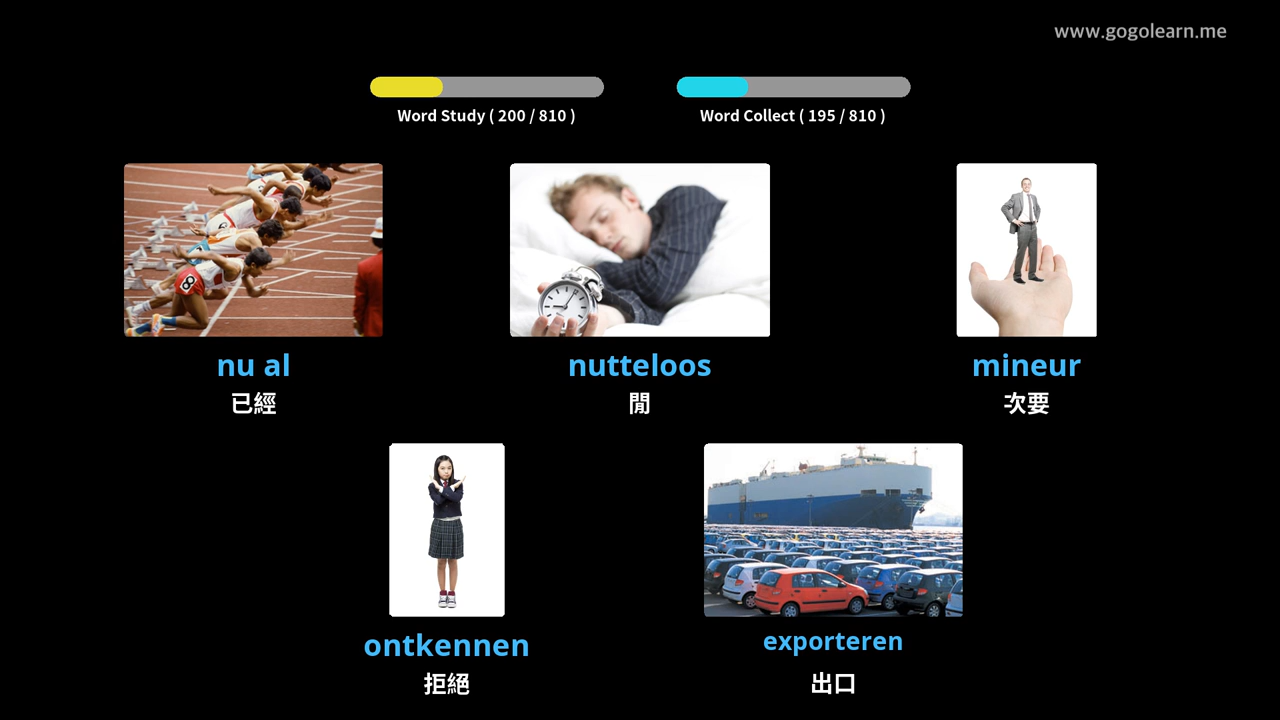 www.gogolearn.me
Word Study ( 200 / 810 )
Word Collect ( 195 / 810 )
8
nu al
已經
nutteloos
閒
mineur
次要
ontkennen
拒絕
exporteren
出口